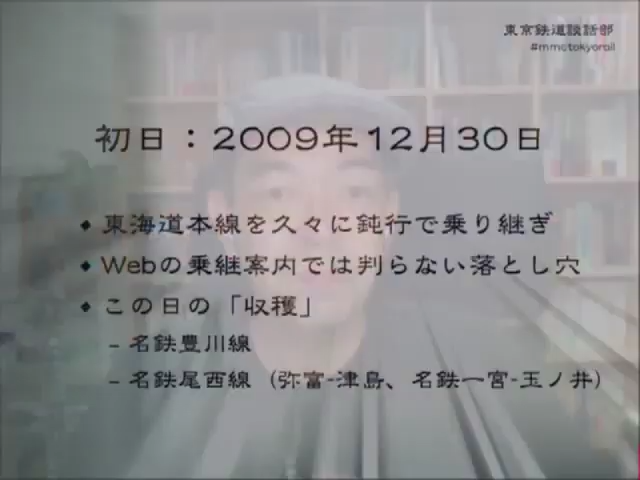 東京鉄道談話部
#mmotokyorail
初日：2009年12月30日
◆ 東海道本線を久々に鈍行で乗り継ぎ
◆ Webの乗継案内では判らない落とし穴
◆ この日の「収穫」
– 名鉄豊川線
– 名鉄尾西線（弥富-津島、名鉄一宮-玉ノ井）